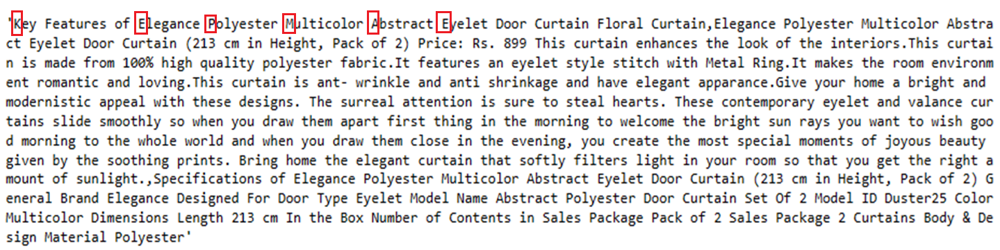 'Key Features of Elegance Polyester Multicolor Abstract Eyelet Door Curtain Floral Curtain,Elegance Polyester Multicolor Abstra
ct Eyelet Door Curtain (213 cm in Height, Pack of 2) Price: Rs. 899 This curtain enhances the look of the interiors.This curtai
n is made from 100% high quality polyester fabric.It features an eyelet style stitch with Metal Ring.It makes the room environm
ent romantic and loving.This curtain is ant- wrinkle and anti shrinkage and have elegant apparance.Give your home a bright and
modernistic appeal with these designs. The surreal attention is sure to steal hearts. These contemporary eyelet and valance cur
tains slide smoothly so when you draw them apart first thing in the morning to welcome the bright sun rays you want to wish goo
d morning to the whole world and when you draw them close in the evening, you create the most special moments of joyous beauty
given by the soothing prints. Bring home the elegant curtain that softly filters light in your room so that you get the right a
mount of sunlight.,Specifications of Elegance Polyester Multicolor Abstract Eyelet Door Curtain (213 cm in Height, Pack of 2) G
eneral Brand Elegance Designed For Door Type Eyelet Model Name Abstract Polyester Door Curtain Set Of 2 Model ID Duster25 Color
Multicolor Dimensions Length 213 cm In the Box Number of Contents in Sales Package Pack of 2 Sales Package 2 Curtains Body & De
sign Material Polyester'